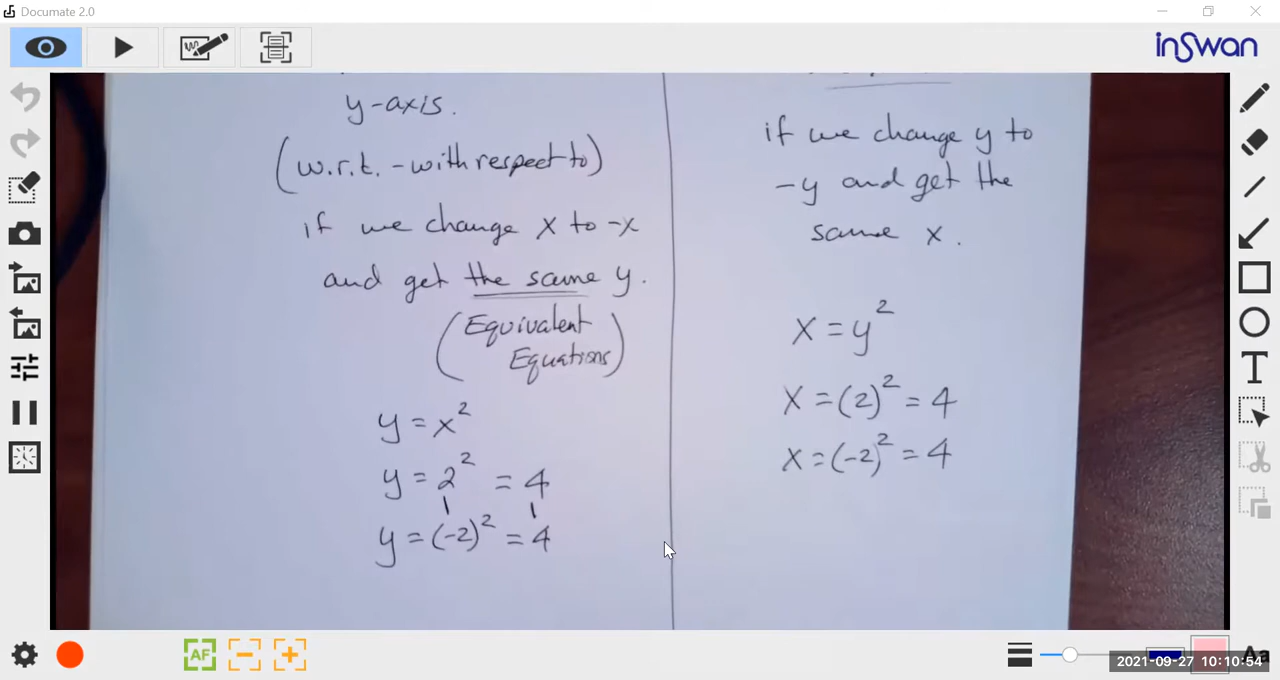 Documate 2.0
inSwan
y-axis.
(w.r.t. - with respect to)
if we change x to -x
and get the same y.
(Equivalent
Equations)
y = x²
y = 2² = 4
y = (-2)² = 4
if we change y to
-y and get the
same x.
x = y²
x = (2)² = 4
x = (-2)² = 4
T
AF
Aa
2021-09-27 10:10:54